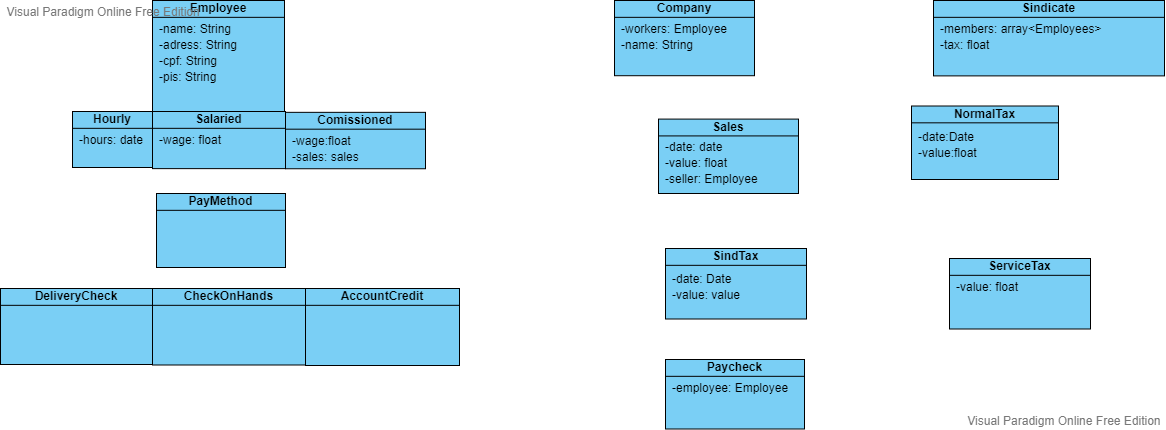 Visual Paradigm Online Free Edition
Employee
-name: String
-adress: String
-cpf: String
-pis: String
Hourly
-hours: date
Salaried
-wage: float
Comissioned
-wage:float
-sales: sales
PayMethod
DeliveryCheck
CheckOnHands
AccountCredit
Company
-workers: Employee
-name: String
Sindicate
-members: array<Employees>
-tax: float
Sales
-date: date
-value: float
-seller: Employee
NormalTax
-date:Date
-value:float
SindTax
-date: Date
-value: value
ServiceTax
-value: float
Paycheck
-employee: Employee
Visual Paradigm Online Free Edition